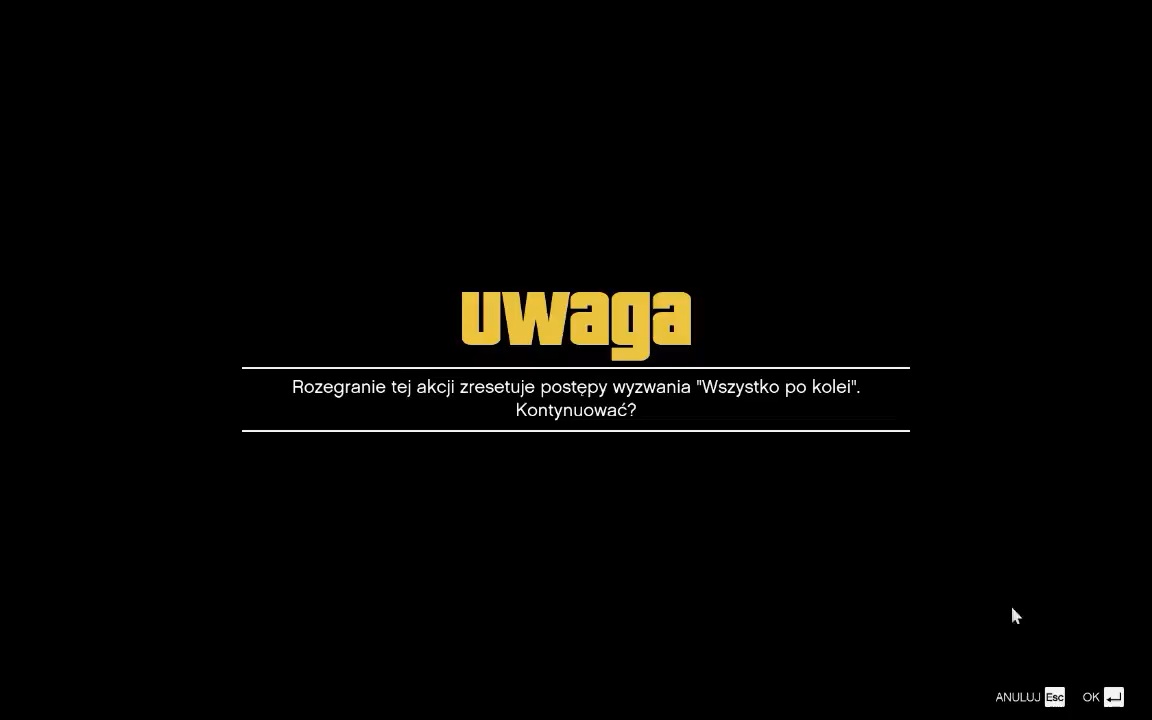 uwaga
Rozegranie tej akcji zresetuje postępy wyzwania "Wszystko po kolei".
Kontynuować?
ANULUJ Esc OK